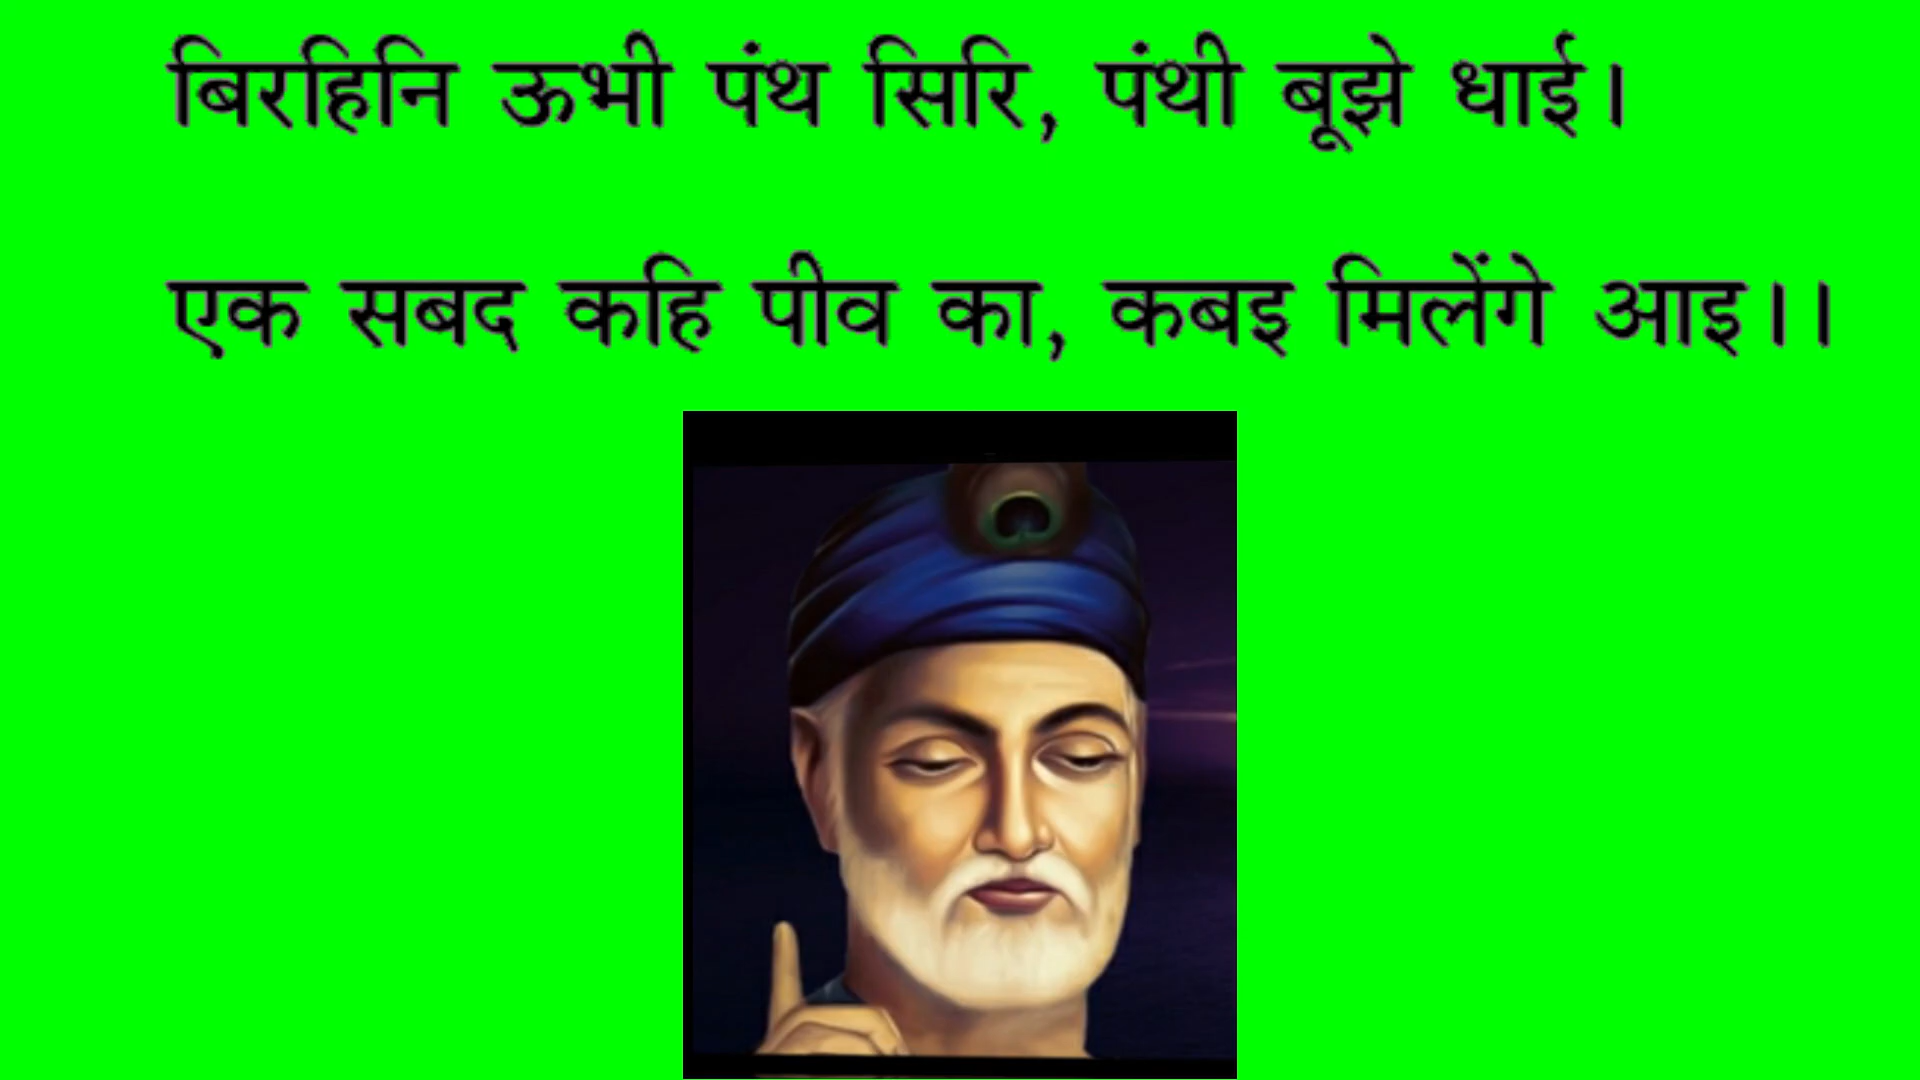 बिरहिनि ऊभी पंथ सिरि, पंथी बूझे धाई।
एक सबद कहि पीव का, कबइ मिलेंगे आइ।।